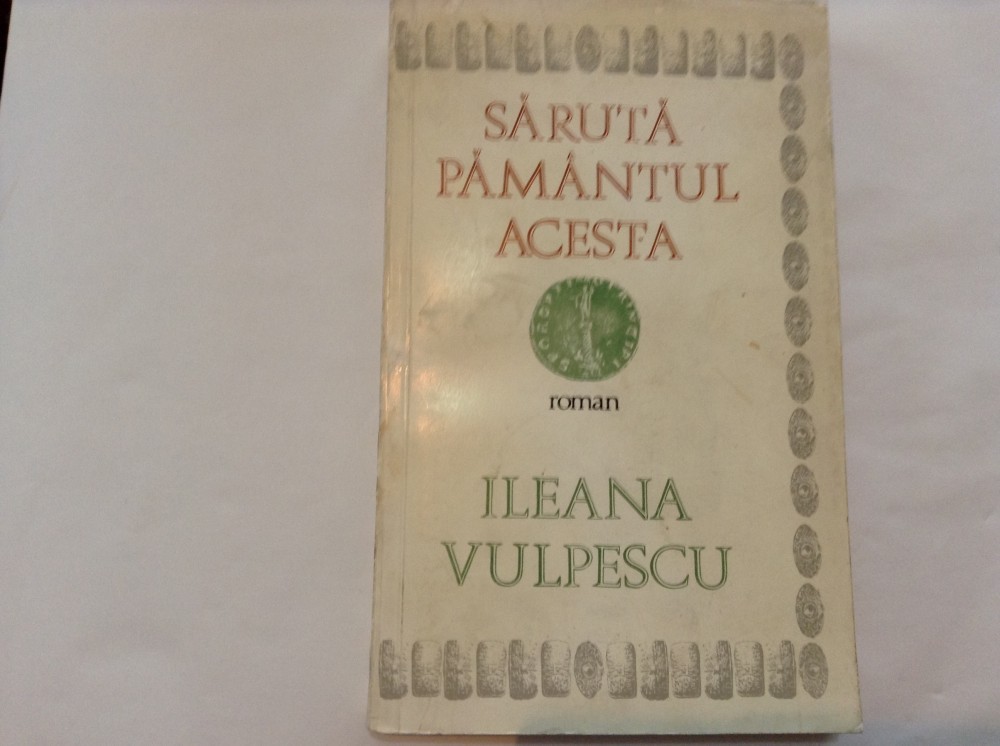 SĂRUTĂ
PĂMÂNTUL
ACESTA
roman
ILEANA
VULPESCU